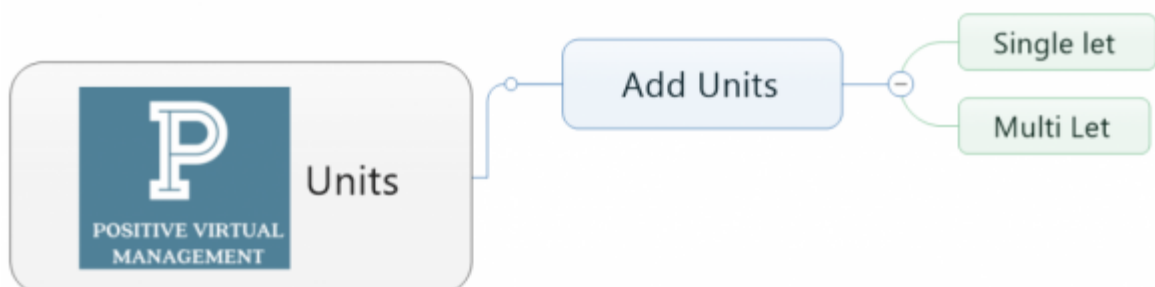 P
POSITIVE VIRTUAL
MANAGEMENT
Units
Add Units
Single let
Multi Let